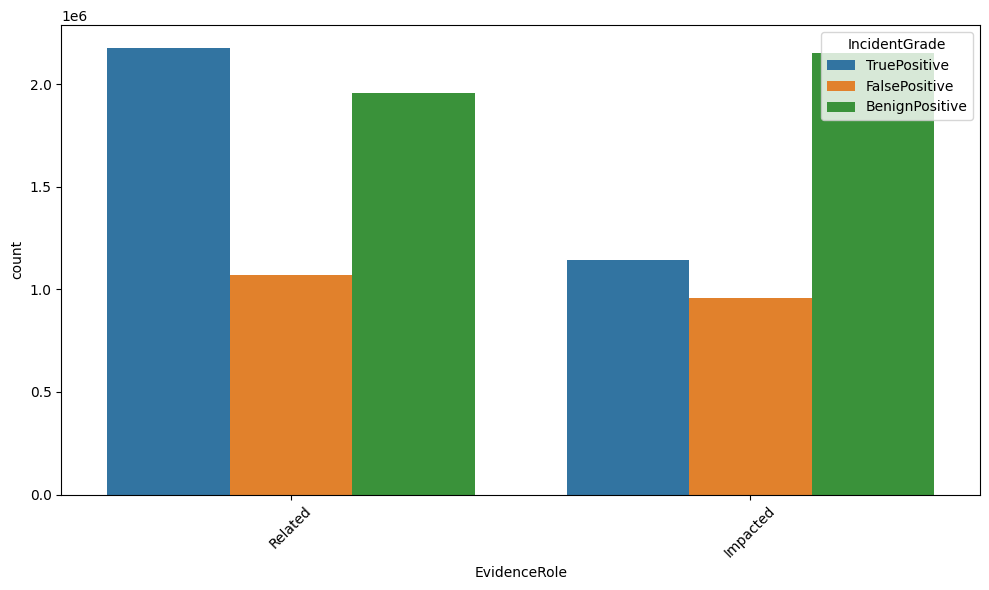 1e6
IncidentGrade
TruePositive
FalsePositive
BenignPositive
2.0
1.5
1.0
0.5
0.0
count
Related
Impacted
EvidenceRole